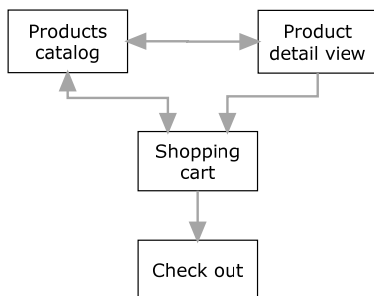 Products
catalog
Product
detail view
Shopping
cart
Check out